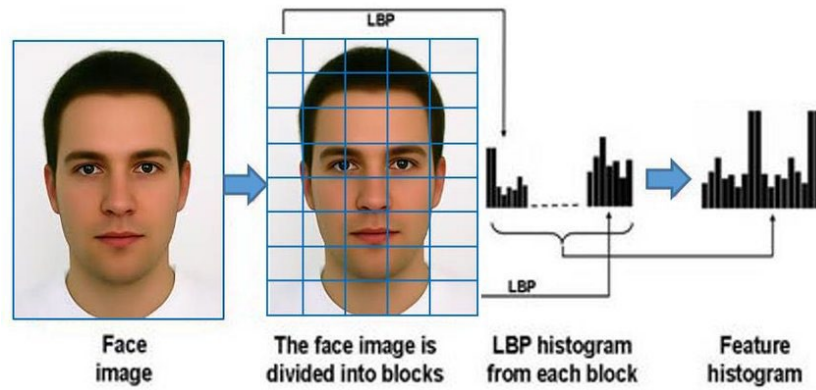 LBP
LBP
Face
image
The face image is
divided into blocks
LBP histogram
from each block
Feature
histogram